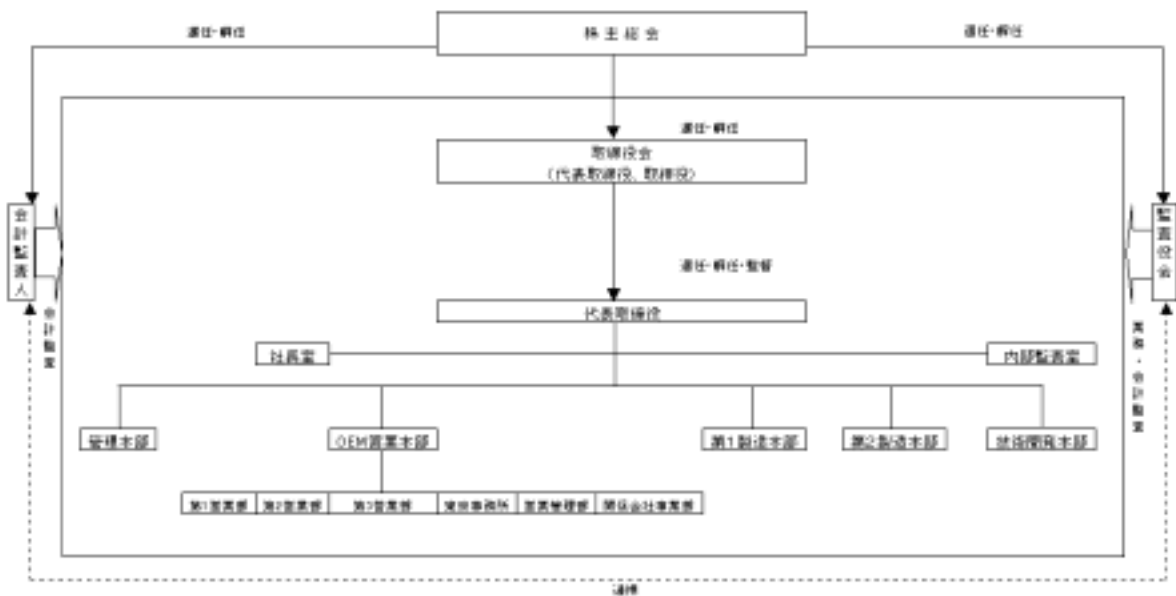 選任・解任
株 主 総 会
選任・解任
選任・解任
取締役会
（代表取締役、取締役）
会計監査人
監査役会
選任・解任・監督
代表取締役
会計監査
業務・会計監査
内部監査室
管理本部
OEM営業本部
第1製造本部
第2製造本部
技術開発本部
第1営業部
第2営業部
第3営業部
営業管理部
関係会社事業部
連携